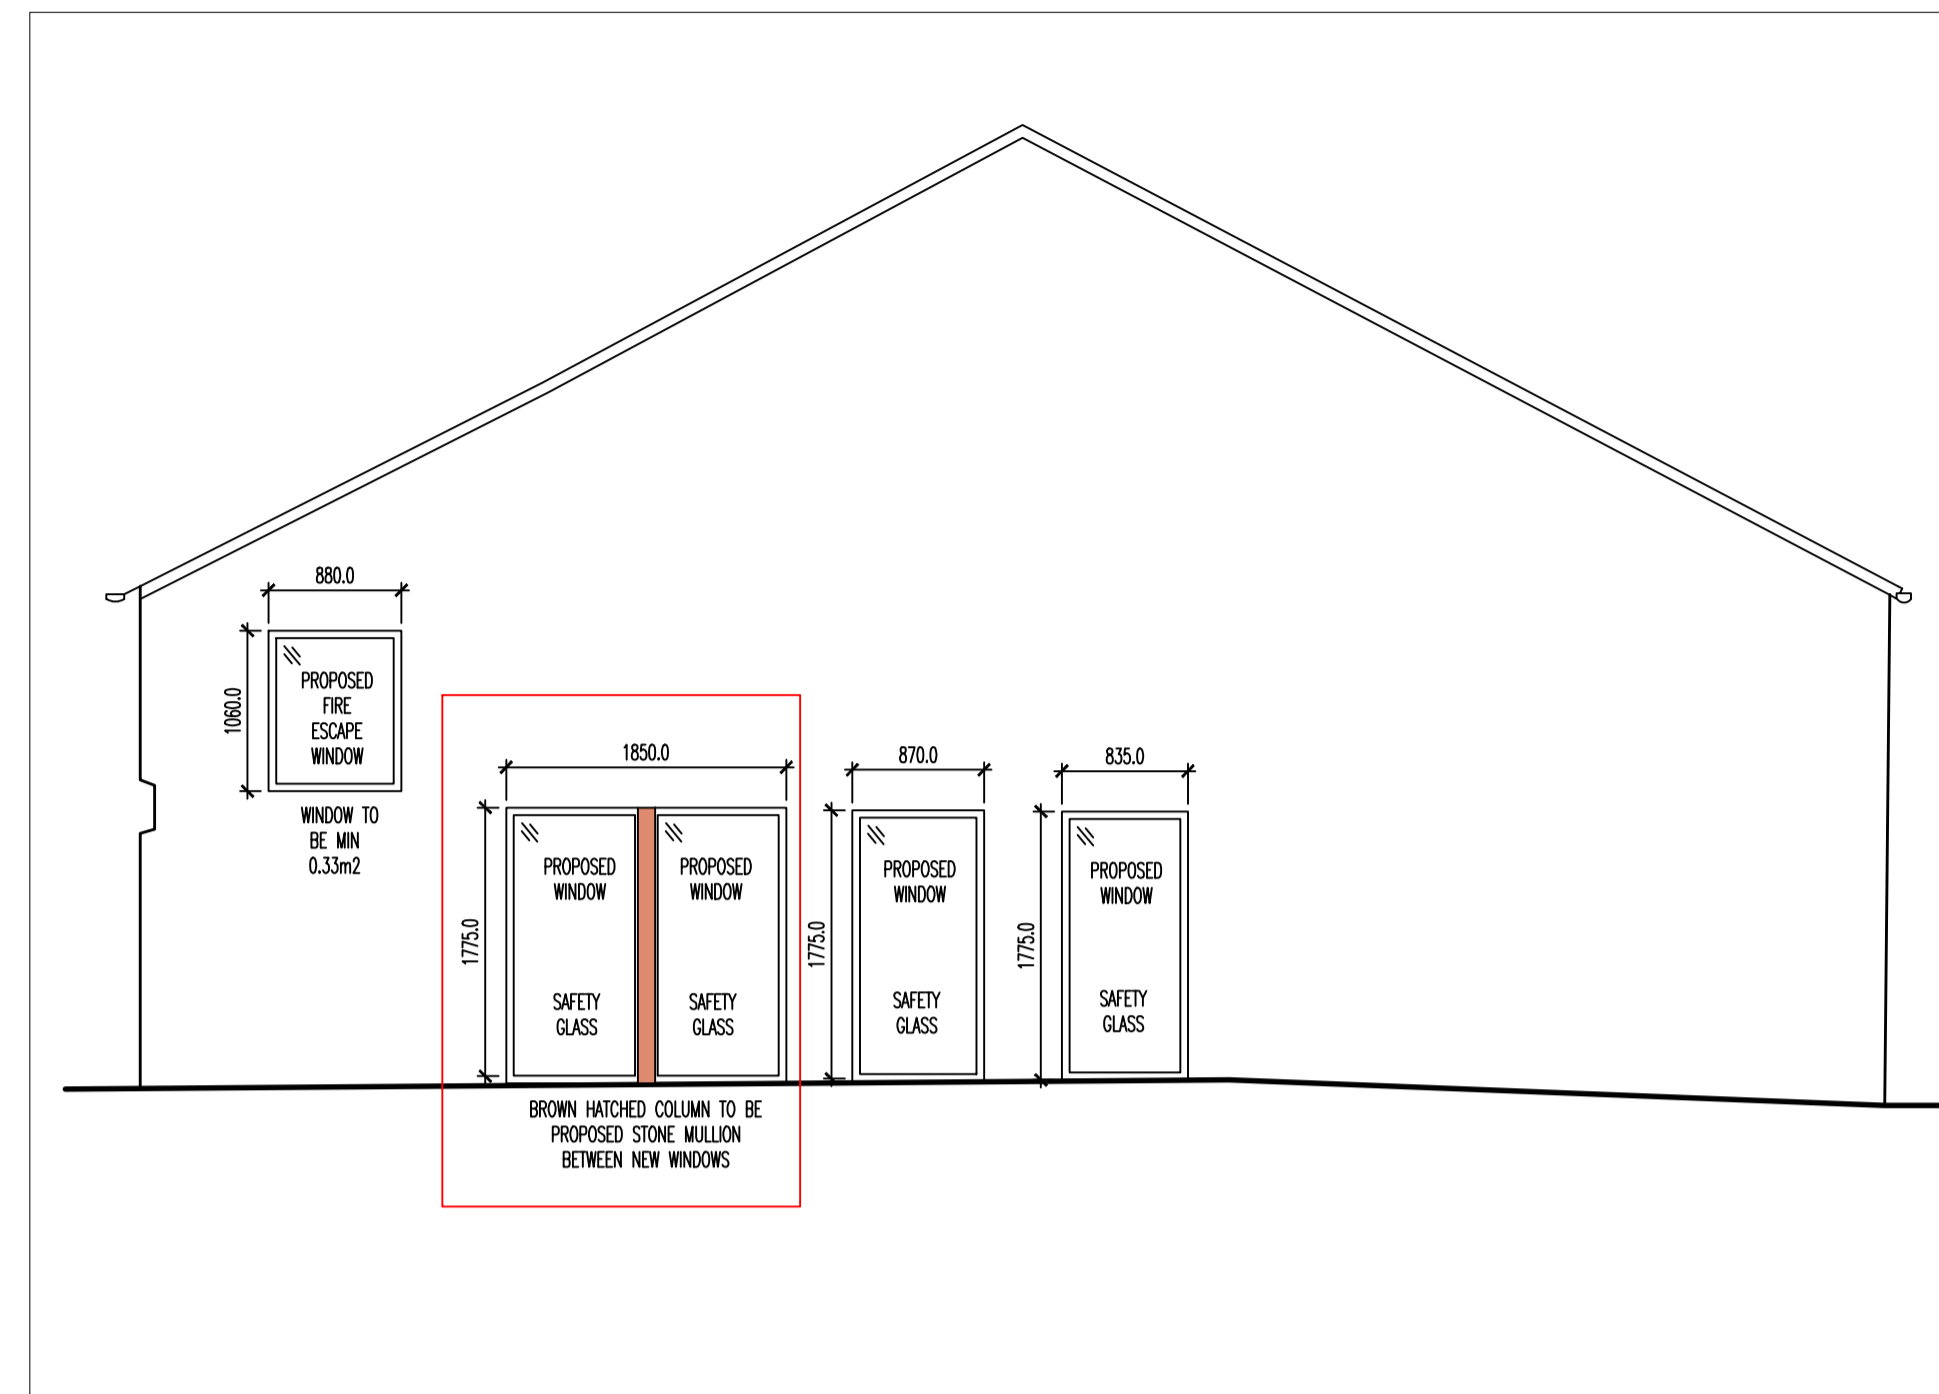 880.0
1060.0
PROPOSED
FIRE
ESCAPE
WINDOW
WINDOW TO
BE MIN
0.33m2
1850.0
1775.0
PROPOSED
WINDOW
SAFETY
GLASS
PROPOSED
WINDOW
SAFETY
GLASS
BROWN HATCHED COLUMN TO BE
PROPOSED STONE MULLION
BETWEEN NEW WINDOWS
870.0
1775.0
PROPOSED
WINDOW
SAFETY
GLASS
835.0
1775.0
PROPOSED
WINDOW
SAFETY
GLASS